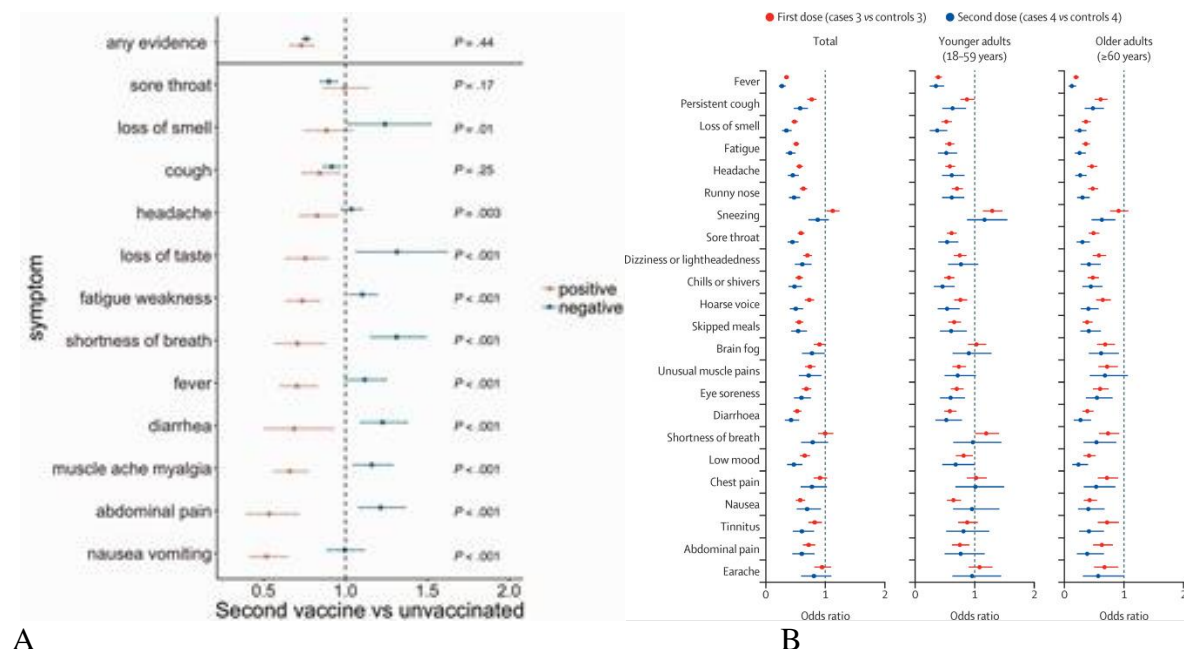 any evidence P = .44
sore throat P = .17
loss of smell P = .01
cough P = .25
headache P = .003
loss of taste P < .001
fatigue weakness P < .001
shortness of breath P < .001
fever P < .001
diarrhea P < .001
muscle ache myalgia P < .001
abdominal pain P < .001
nausea vomiting P < .001
symptom
positive
negative
0.5 1.0 1.5 2.0
Second vaccine vs unvaccinated
A
First dose (cases 3 vs controls 3) Second dose (cases 4 vs controls 4)
Total Younger adults (18–59 years) Older adults (≥60 years)
Fever
Persistent cough
Loss of smell
Fatigue
Headache
Runny nose
Sneezing
Sore throat
Dizziness or lightheadedness
Chills or shivers
Hoarse voice
Skipped meals
Brain fog
Unusual muscle pains
Eye soreness
Diarrhoea
Shortness of breath
Low mood
Chest pain
Nausea
Tinnitus
Abdominal pain
Earache
0 1 2 0 1 2 0 1 2
Odds ratio Odds ratio Odds ratio
B